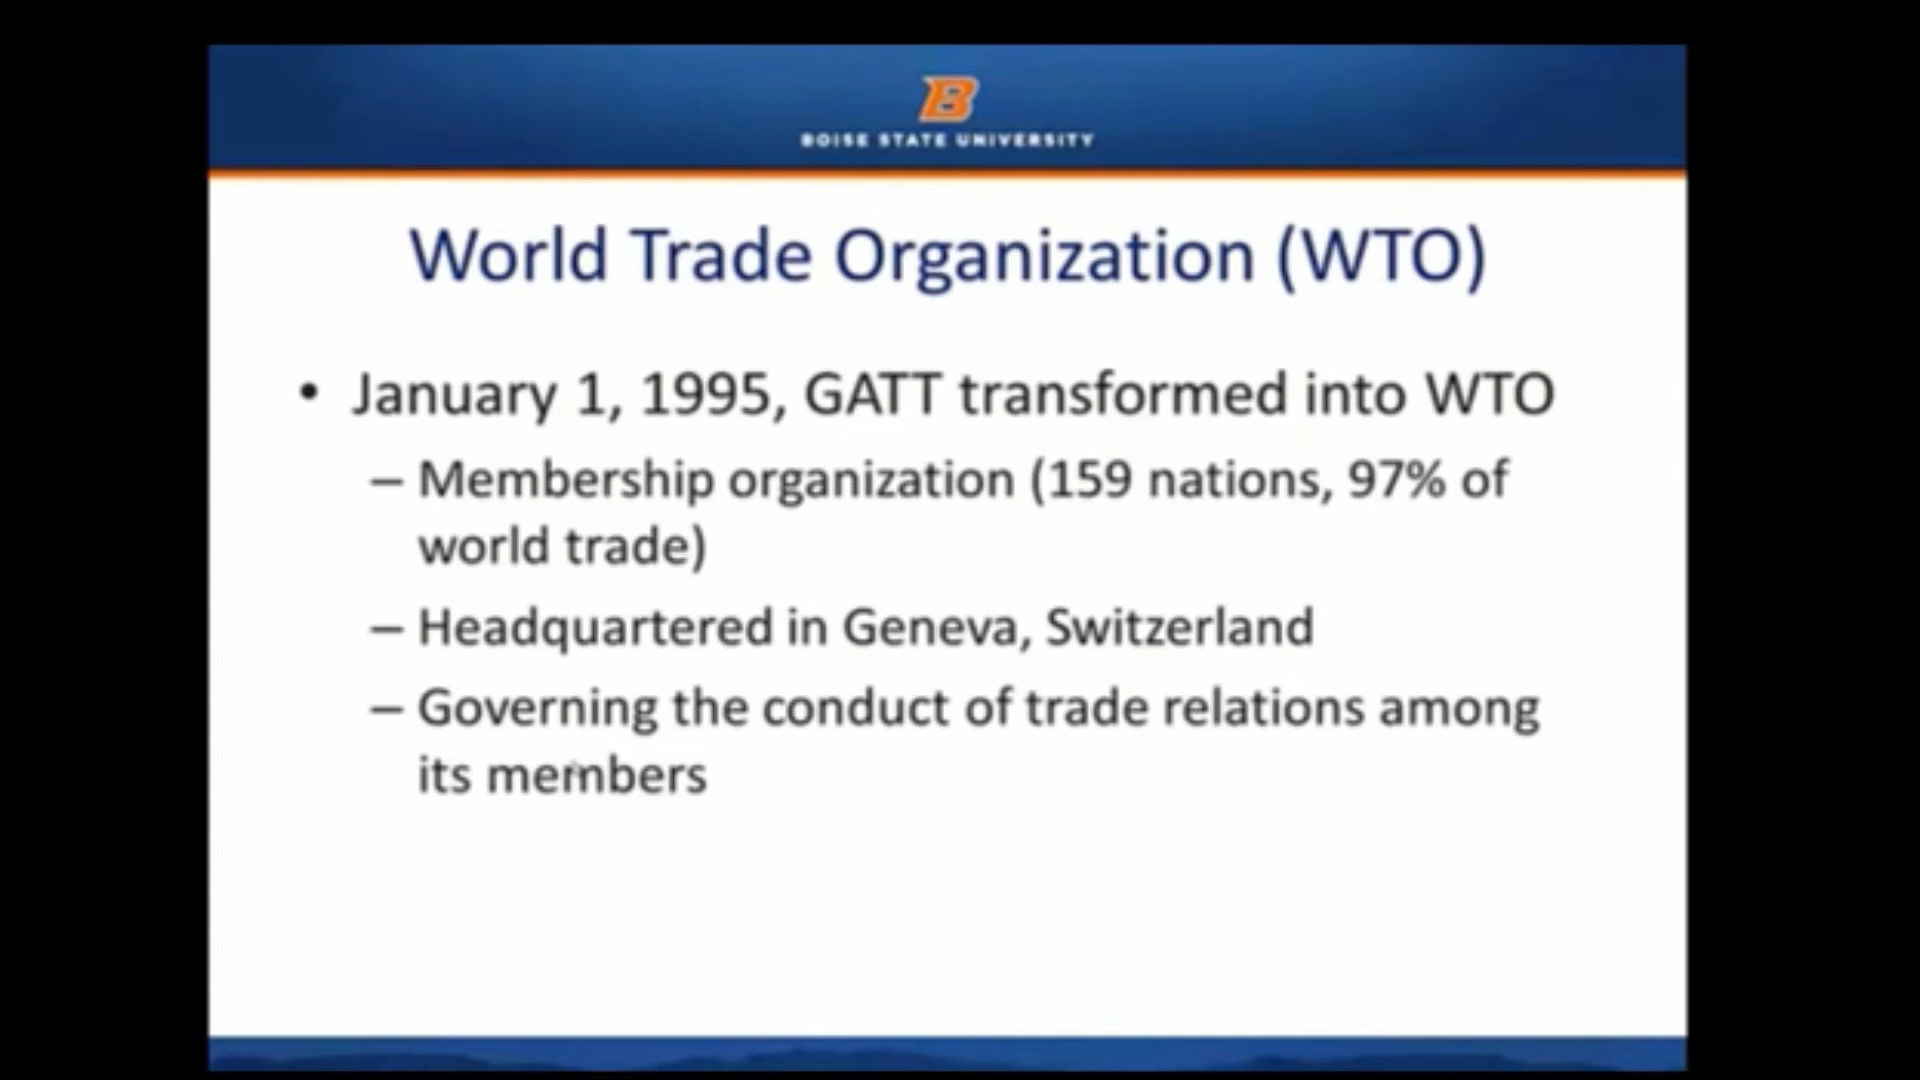 B
BOISE STATE UNIVERSITY
World Trade Organization (WTO)
• January 1, 1995, GATT transformed into WTO
– Membership organization (159 nations, 97% of
world trade)
– Headquartered in Geneva, Switzerland
– Governing the conduct of trade relations among
its members